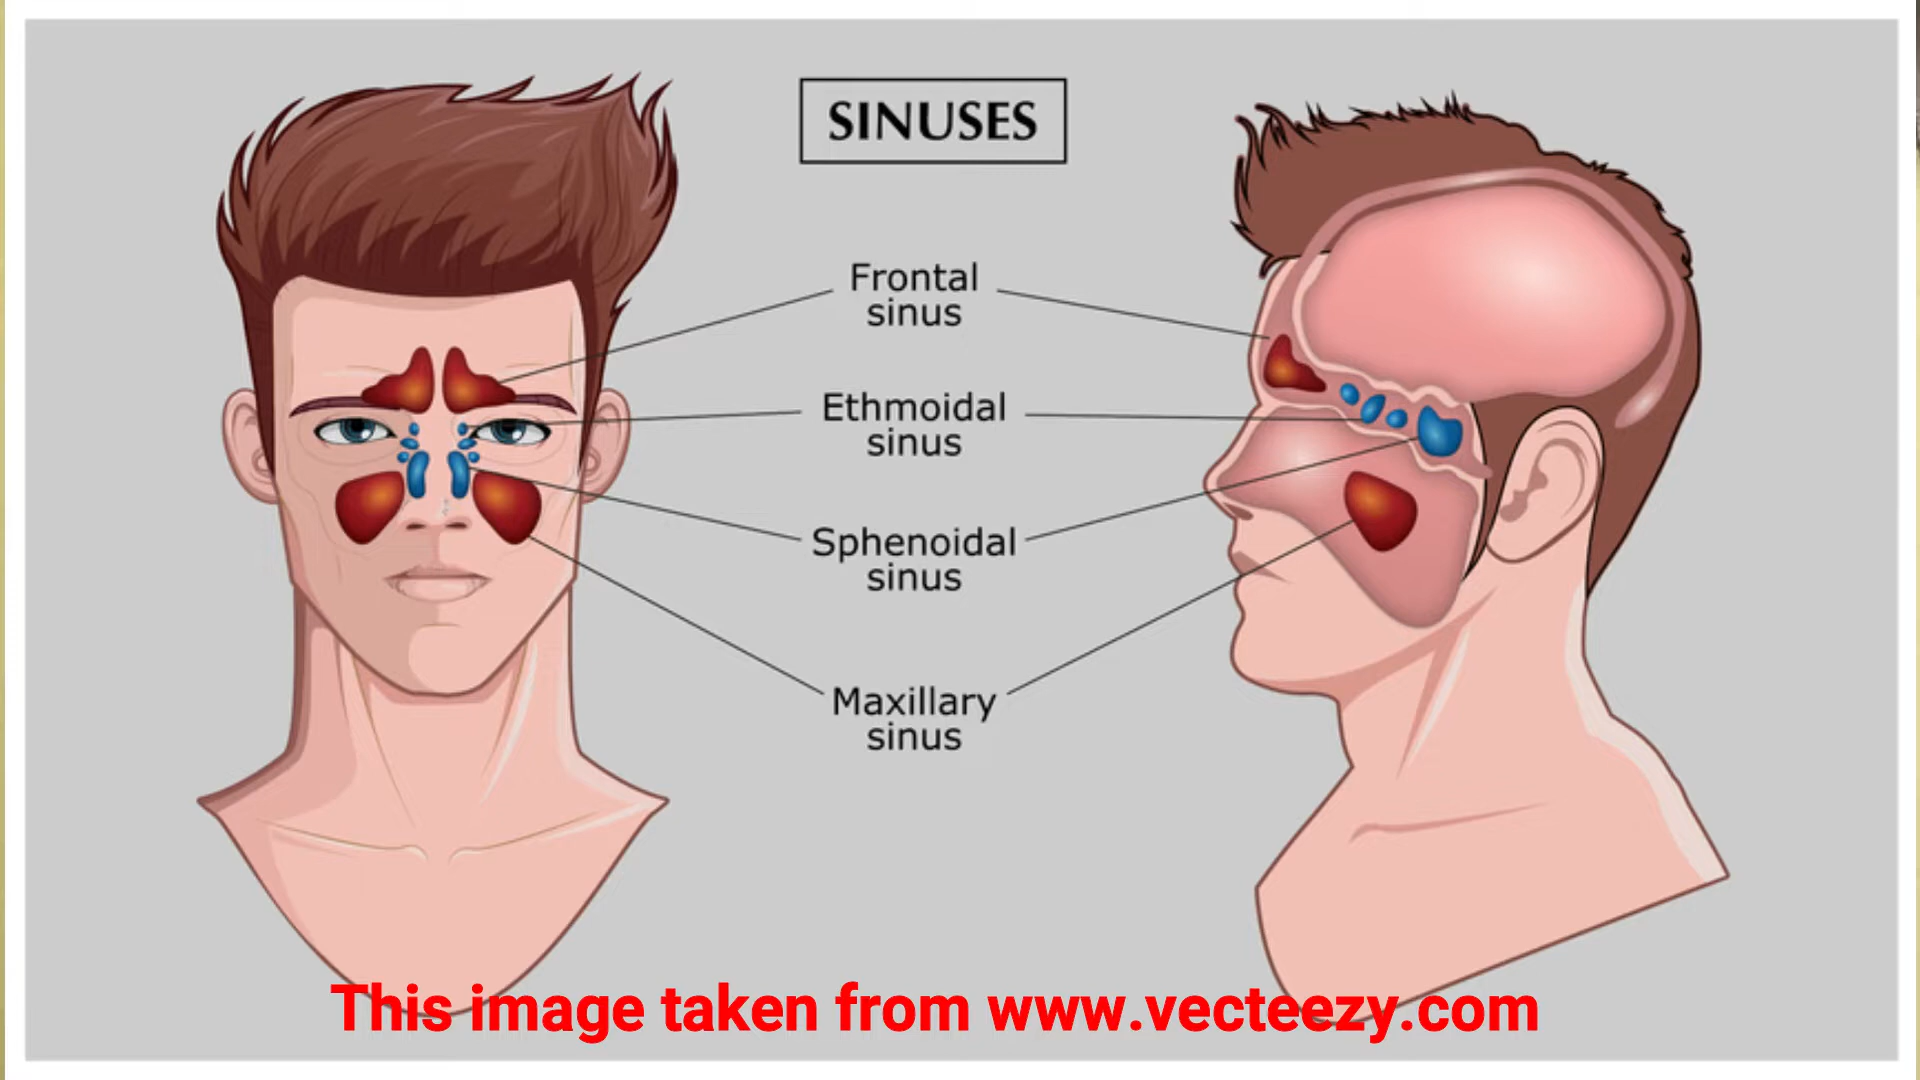 SINUSES
Frontal
sinus
Ethmoidal
sinus
Sphenoidal
sinus
Maxillary
sinus
This image taken from www.vecteezy.com